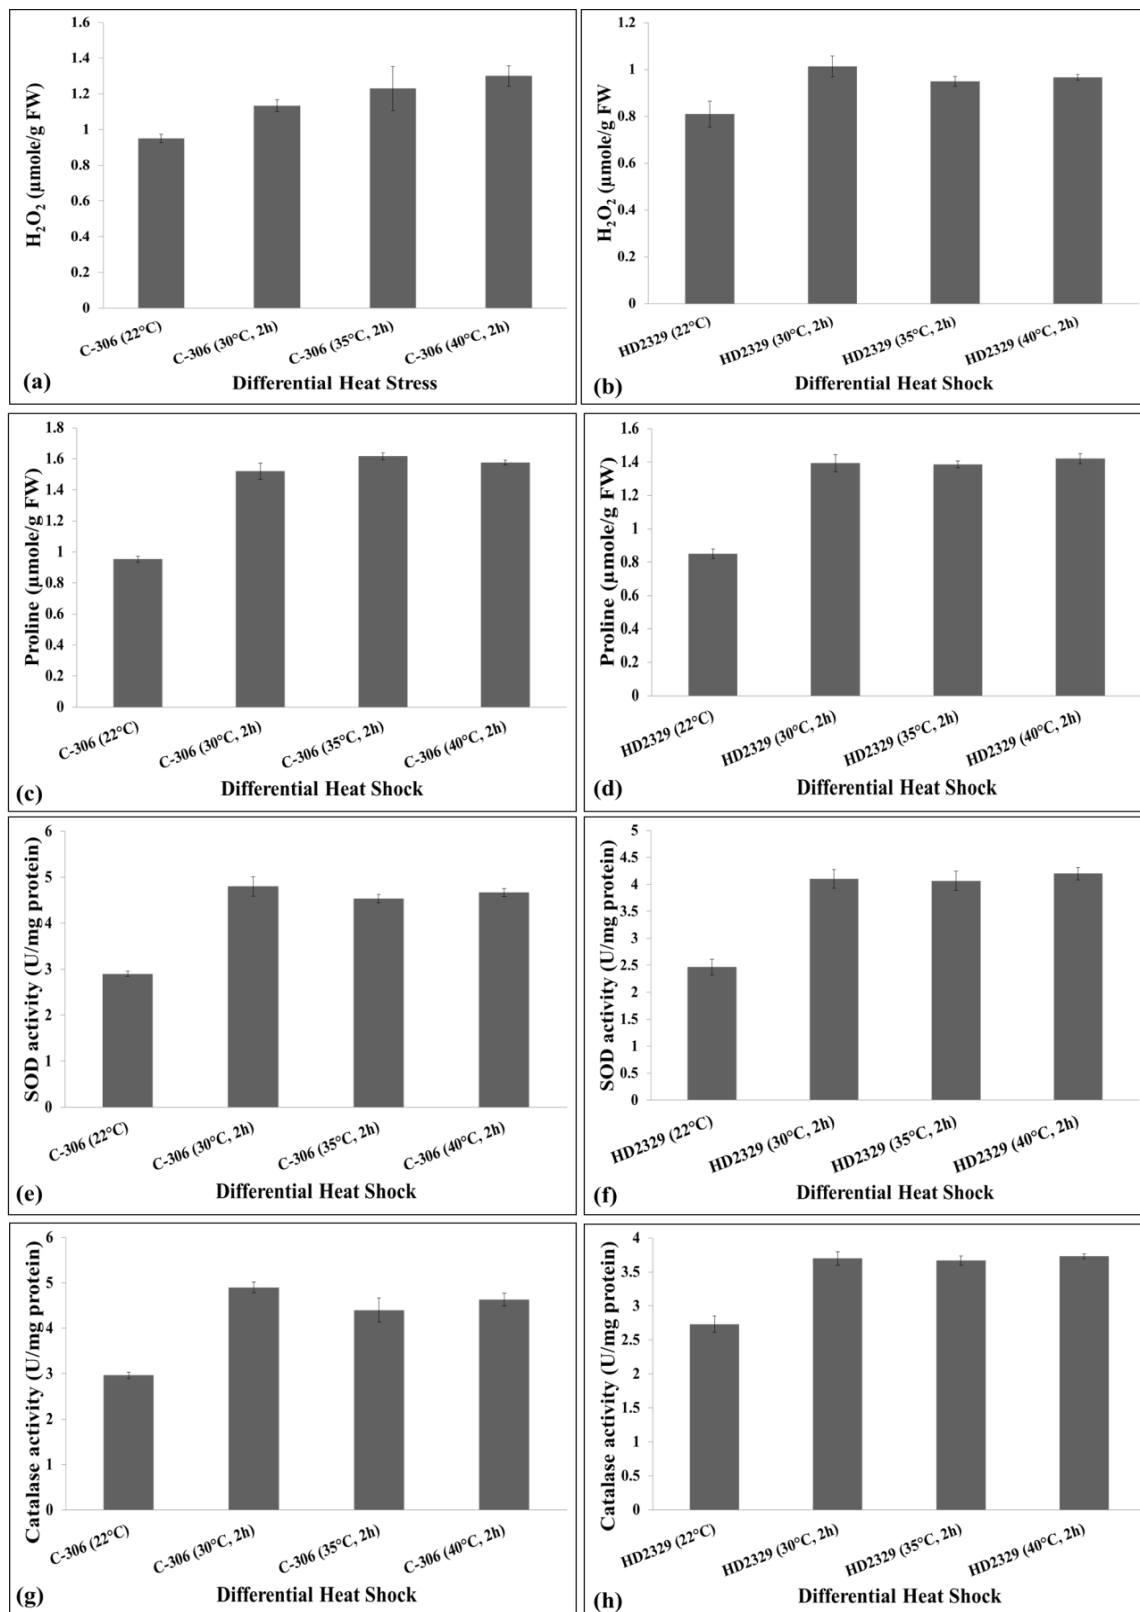 H₂O₂ (µmole/g FW)
1.6
1.4
1.2
1
0.8
0.6
0.4
0.2
0
C-306 (22°C)
C-306 (30°C, 2h)
C-306 (35°C, 2h)
C-306 (40°C, 2h)
(a)
Differential Heat Stress
H₂O₂ (µmole/g FW
1.2
1
0.8
0.6
0.4
0.2
0
HD2329 (22°C)
HD2329 (30°C, 2h)
HD2329 (35°C, 2h)
HD2329 (40°C, 2h)
(b)
Differential Heat Shock
Proline (µmole/g FW)
1.8
1.6
1.4
1.2
1
0.8
0.6
0.4
0.2
0
C-306 (22°C)
C-306 (30°C, 2h)
C-306 (35°C, 2h)
C-306 (40°C, 2h)
(c)
Differential Heat Shock
Proline (µmole/g FW)
1.6
1.4
1.2
1
0.8
0.6
0.4
0.2
0
HD2329 (22°C)
HD2329 (30°C, 2h)
HD2329 (35°C, 2h)
HD2329 (40°C, 2h)
(d)
Differential Heat Shock
SOD activity (U/mg protein)
6
5
4
3
2
1
0
C-306 (22°C)
C-306 (30°C, 2h)
C-306 (35°C, 2h)
C-306 (40°C, 2h)
(e)
Differential Heat Shock
SOD activity (U/mg protein)
5
4.5
4
3.5
3
2.5
2
1.5
1
0.5
0
HD2329 (22°C)
HD2329 (30°C, 2h)
HD2329 (35°C, 2h)
HD2329 (40°C, 2h)
(f)
Differential Heat Shock
Catalase activity (U/mg protein)
6
5
4
3
2
1
0
C-306 (22°C)
C-306 (30°C, 2h)
C-306 (35°C, 2h)
C-306 (40°C, 2h)
(g)
Differential Heat Shock
Catalase activity (U/mg protein)
4
3.5
3
2.5
2
1.5
1
0.5
0
HD2329 (22°C)
HD2329 (30°C, 2h)
HD2329 (35°C, 2h)
HD2329 (40°C, 2h)
(h)
Differential Heat Shock